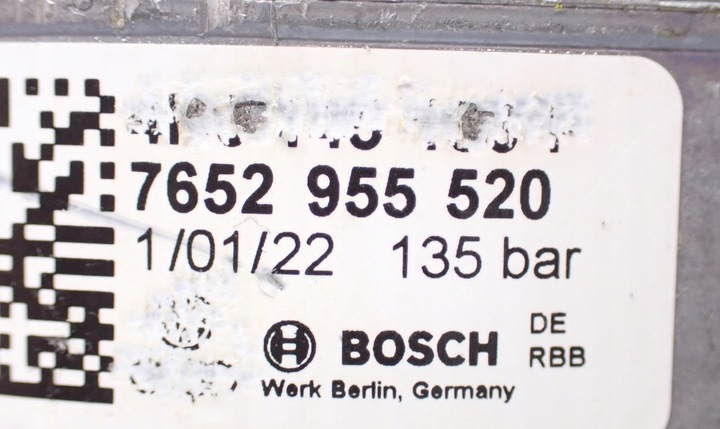 7652 955 520
1/01/22 135 bar
BOSCH
DE
RBB
Werk Berlin, Germany